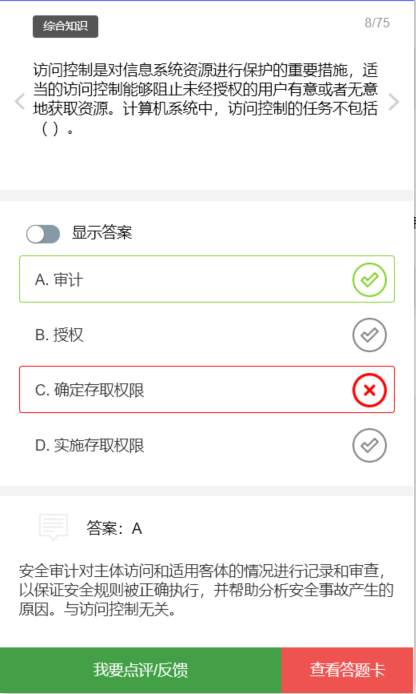 综合知识
8/75
访问控制是对信息系统资源进行保护的重要措施，适
当的访问控制能够阻止未经授权的用户有意或者无意
地获取资源。计算机系统中，访问控制的任务不包括
（ ）。
显示答案
A. 审计
B. 授权
C. 确定存取权限
D. 实施存取权限
答案：A
安全审计对主体访问和适用客体的情况进行记录和审查，
以保证安全规则被正确执行，并帮助分析安全事故产生的
原因。与访问控制无关。
我要点评/反馈
查看答题卡